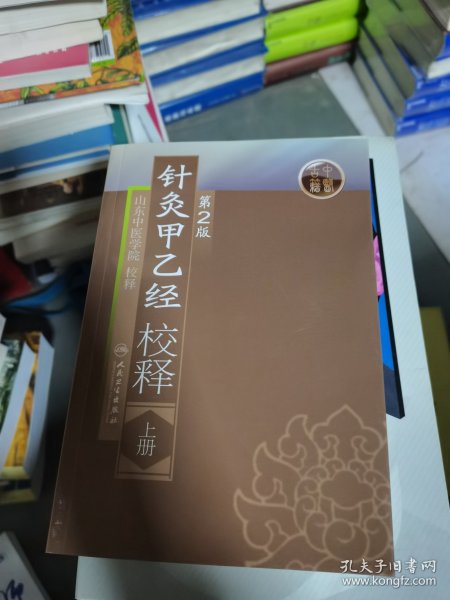 针灸甲乙经
校释
上册
第2版
山东中医学院 校释
人民卫生出版社
中医
古籍
孔夫子旧书网
www.kongfz.com